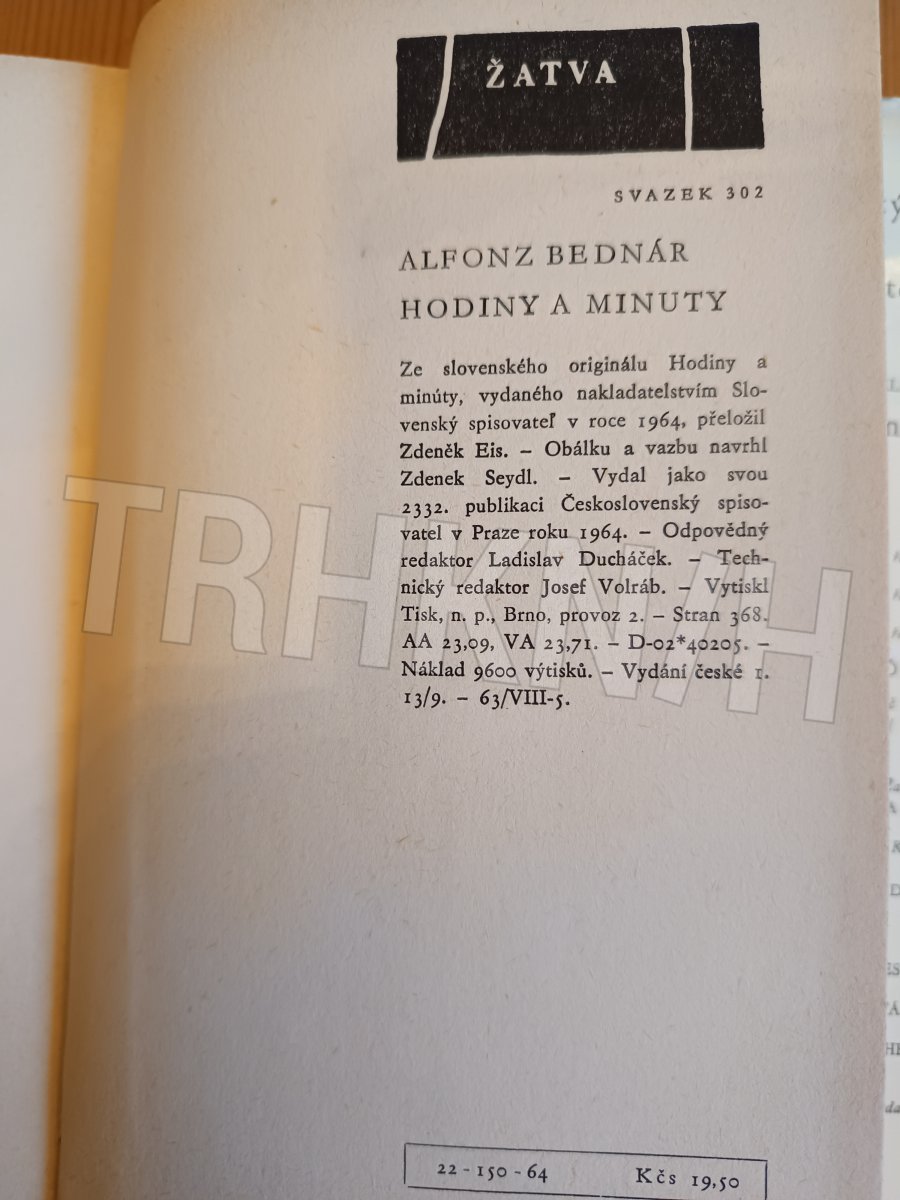 ŽATVA
SVAZEK 302
ALFONZ BEDNÁR
HODINY A MINUTY
Ze slovenského originálu Hodiny a
minúty, vydaného nakladatelstvím Slo-
venský spisovateľ v roce 1964, přeložil
Zdeněk Eis. – Obálku a vazbu navrhl
Zdenek Seydl. – Vydal jako svou
2332. publikaci Československý spiso-
vatel v Praze roku 1964. – Odpovědný
redaktor Ladislav Ducháček. – Tech-
nický redaktor Josef Volráb. – Vytiskl
Tisk, n. p., Brno, provoz 2. – Stran 368.
AA 23,09, VA 23,71. – D-02*40205. –
Náklad 9600 výtisků. – Vydání české 1.
13/9. – 63/VIII-5.
22 - 150 - 64 Kčs 19,50
TRH KNIH